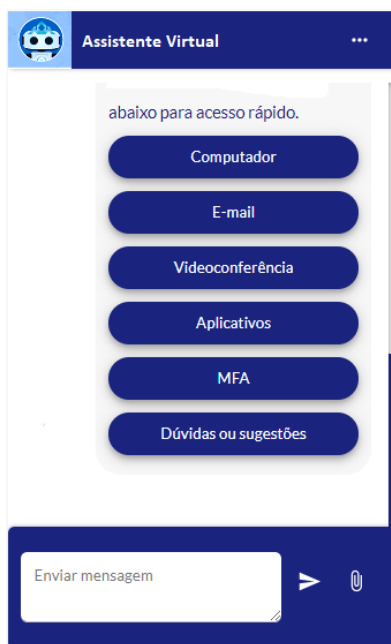 Assistente Virtual
abaixo para acesso rápido.
Computador
E-mail
Videoconferência
Aplicativos
MFA
Dúvidas ou sugestões
Enviar mensagem